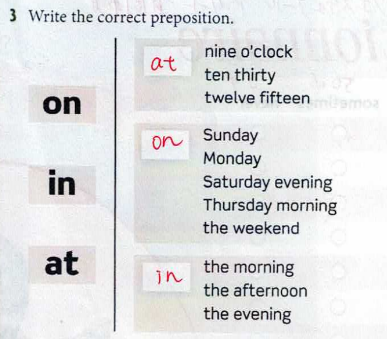 3 Write the correct preposition.
on
in
at
at
nine o'clock
ten thirty
twelve fifteen
on
Sunday
Monday
Saturday evening
Thursday morning
the weekend
in
the morning
the afternoon
the evening